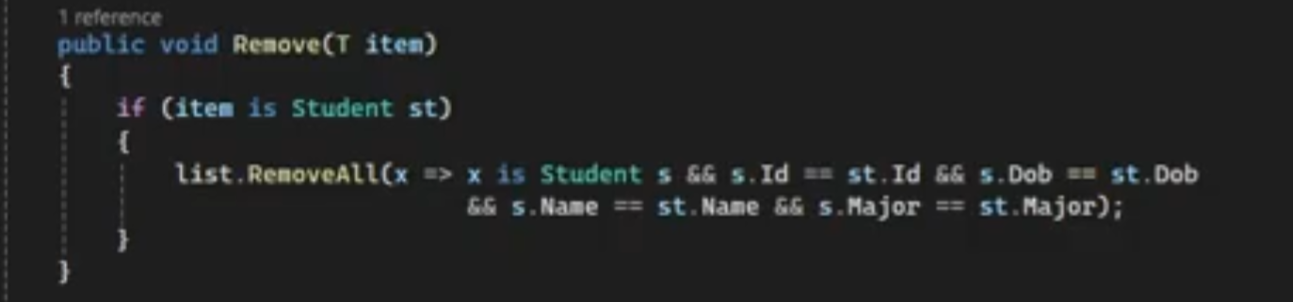 1 reference
public void Remove(T item)
{
if (item is Student st)
{
list.RemoveAll(x => x is Student s && s.Id == st.Id && s.Dob == st.Dob
&& s.Name == st.Name && s.Major == st.Major);
}
}